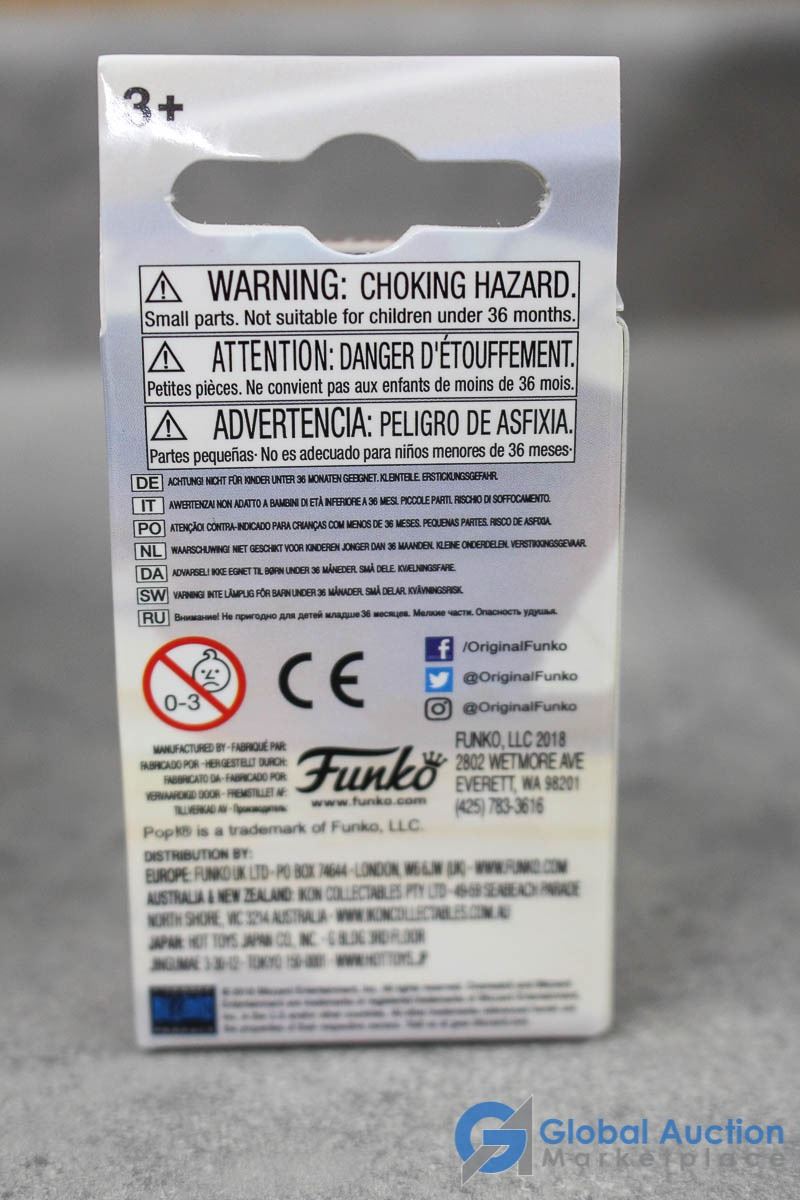 3+
WARNING: CHOKING HAZARD.
Small parts. Not suitable for children under 36 months.
ATTENTION: DANGER D'ÉTOUFFEMENT.
Petites pièces. Ne convient pas aux enfants de moins de 36 mois.
ADVERTENCIA: PELIGRO DE ASFIXIA.
Partes pequeñas· No es adecuado para niños menores de 36 meses·
DE ACHTUNG! NICHT FÜR KINDER UNTER 36 MONATEN GEEIGNET. KLEINTEILE. ERSTICKUNGSGEFAHR.
IT AWERTENZA! NON ADATTO A BAMBINI DI ETÀ INFERIORE A 36 MESI. PICCOLE PARTI. RISCHIO DI SOFFOCAMENTO.
PO ATENÇÃO! CONTRA-INDICADO PARA CRIANÇAS COM MENOS DE 36 MESES. PEQUENAS PARTES. RISCO DE ASFIXIA.
NL WAARSCHUWING! NIET GESCHIKT VOOR KINDEREN JONGER DAN 36 MAANDEN. KLEINE ONDERDELEN. VERSTIKKINGSGEVAAR.
DA ADVARSEL! IKKE EGNET TIL BØRN UNDER 36 MÅNEDER. SMÅ DELE. KVÆLNINGSFARE.
SW VARNING! INTE LÄMPLIG FÖR BARN UNDER 36 MÅNADER. SMÅ DELAR. KVÄVNINGSRISK.
RU Внимание! Не пригодно для детей младше 36 месяцев. Мелкие части. Опасность удушья.
0-3
CE
/OriginalFunko
@OriginalFunko
@OriginalFunko
MANUFACTURED BY - FABRIQUÉ PAR:
FABRICADO POR - HERGESTELLT DURCH:
FABBRICATO DA - FABRICADO POR:
VERVAARDIGD DOOR - FREMSTILLET AF:
TILLVERKAD AV - Производитель:
Funko
www.funko.com
FUNKO, LLC 2018
2802 WETMORE AVE
EVERETT, WA 98201
(425) 783-3616
Pop!® is a trademark of Funko, LLC.
DISTRIBUTION BY:
EUROPE: FUNKO UK LTD - PO BOX 74644 - LONDON, W6 6JW (UK) - WWW.FUNKO.COM
AUSTRALIA & NEW ZEALAND: IKON COLLECTABLES PTY LTD - 49-59 SEABEACH PARADE
NORTH SHORE, VIC 3214 AUSTRALIA - WWW.IKONCOLLECTABLES.COM.AU
JAPAN: HOT TOYS JAPAN CO., INC. - G BLDG 3RD FLOOR
JINGUMAE 3-30-12 - TOKYO 150-0001 - WWW.HOTTOYS.JP
Global Auction
Marketplace